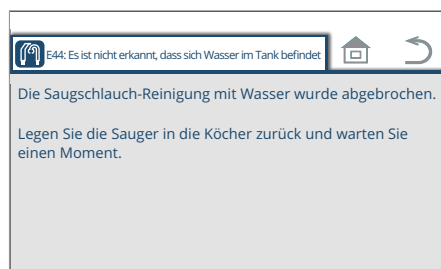 E44: Es ist nicht erkannt, dass sich Wasser im Tank befindet
Die Saugschlauch-Reinigung mit Wasser wurde abgebrochen.
Legen Sie die Sauger in die Köcher zurück und warten Sie
einen Moment.